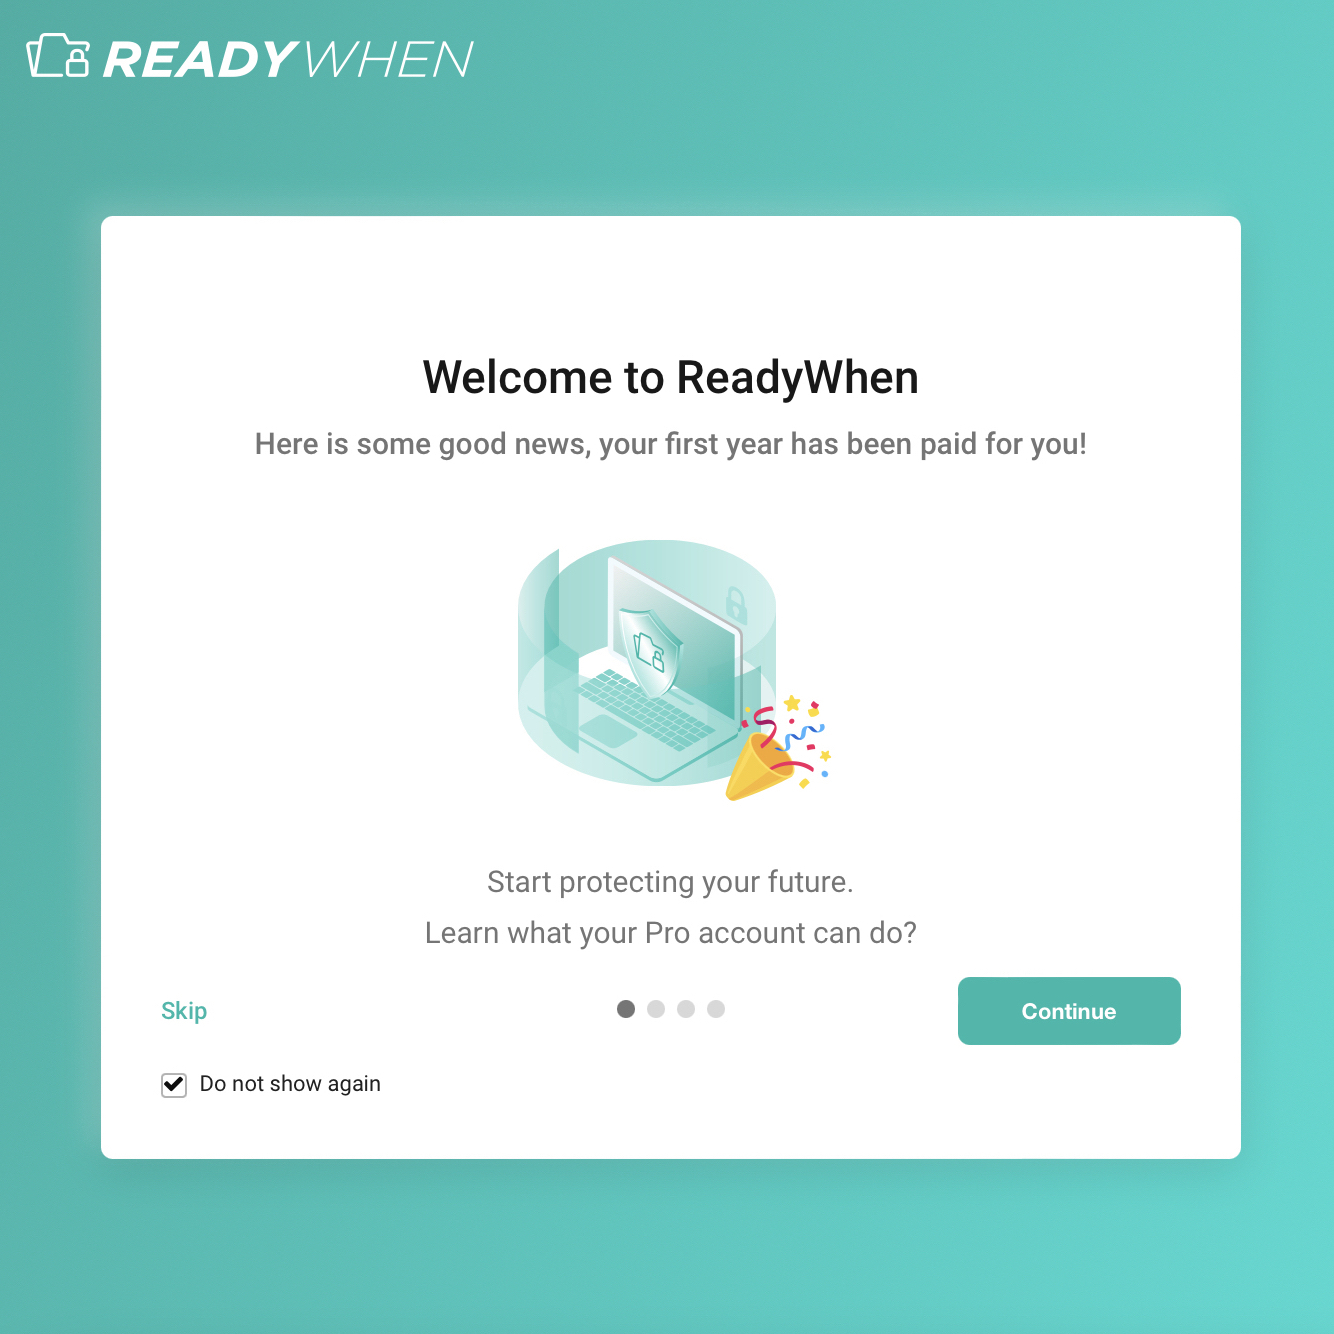 READYWHEN
Welcome to ReadyWhen
Here is some good news, your first year has been paid for you!
Start protecting your future.
Learn what your Pro account can do?
Skip
Continue
Do not show again